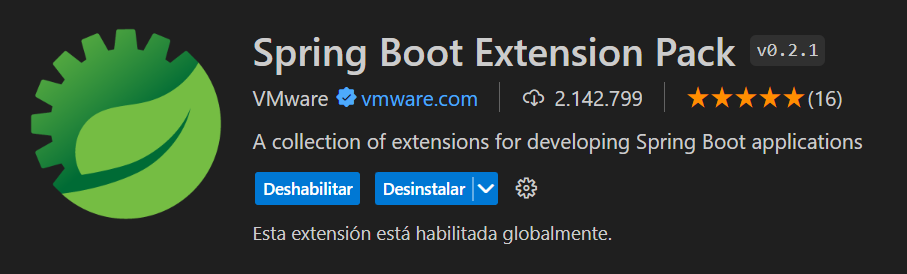 Spring Boot Extension Pack v0.2.1
VMware vmware.com 2.142.799 (16)
A collection of extensions for developing Spring Boot applications
Deshabilitar Desinstalar
Esta extensión está habilitada globalmente.